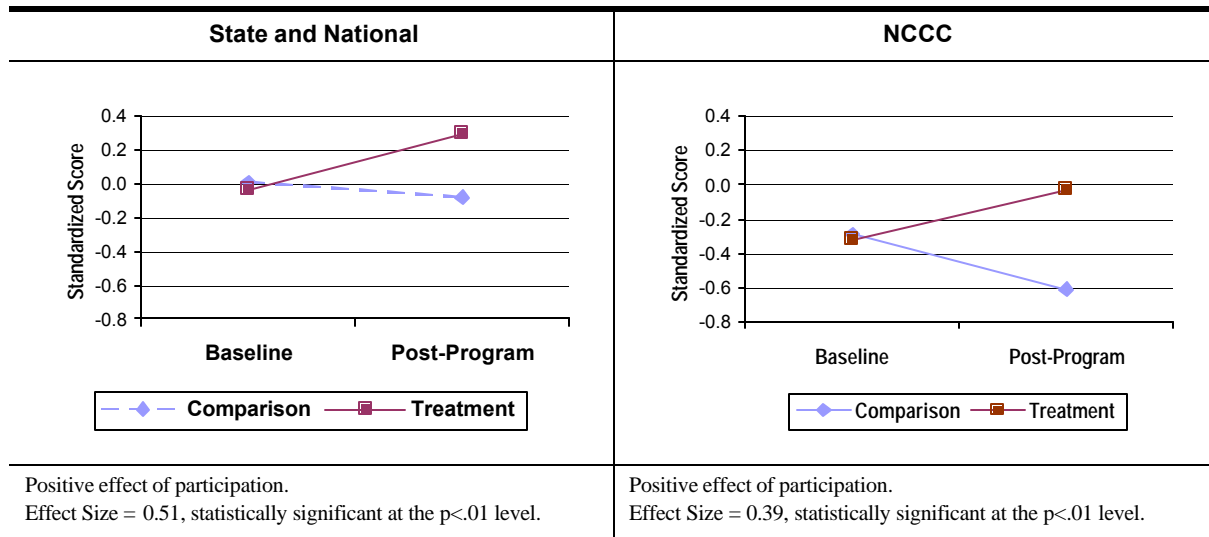 State and National
Standardized Score
0.4
0.2
0.0
-0.2
-0.4
-0.6
-0.8
Baseline Post-Program
Comparison Treatment
Positive effect of participation.
Effect Size = 0.51, statistically significant at the p<.01 level.
NCCC
Standardized Score
0.4
0.2
0.0
-0.2
-0.4
-0.6
-0.8
Baseline Post-Program
Comparison Treatment
Positive effect of participation.
Effect Size = 0.39, statistically significant at the p<.01 level.